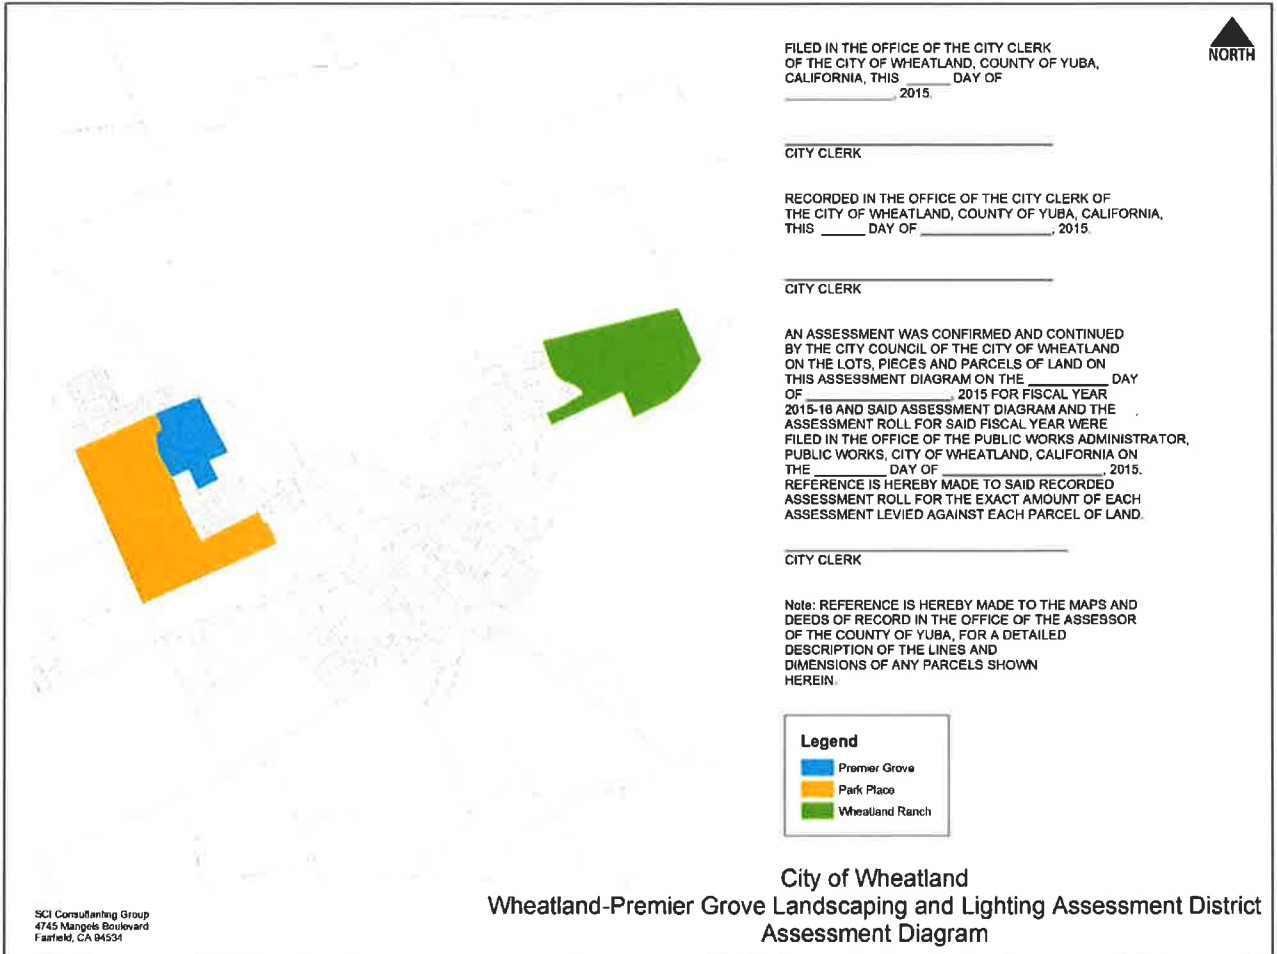 NORTH
FILED IN THE OFFICE OF THE CITY CLERK
OF THE CITY OF WHEATLAND, COUNTY OF YUBA,
CALIFORNIA, THIS ______ DAY OF
_______________, 2015.
CITY CLERK
RECORDED IN THE OFFICE OF THE CITY CLERK OF
THE CITY OF WHEATLAND, COUNTY OF YUBA, CALIFORNIA,
THIS ______ DAY OF __________________, 2015.
CITY CLERK
AN ASSESSMENT WAS CONFIRMED AND CONTINUED
BY THE CITY COUNCIL OF THE CITY OF WHEATLAND
ON THE LOTS, PIECES AND PARCELS OF LAND ON
THIS ASSESSMENT DIAGRAM ON THE ___________ DAY
OF ____________________, 2015 FOR FISCAL YEAR
2015-16 AND SAID ASSESSMENT DIAGRAM AND THE
ASSESSMENT ROLL FOR SAID FISCAL YEAR WERE
FILED IN THE OFFICE OF THE PUBLIC WORKS ADMINISTRATOR,
PUBLIC WORKS, CITY OF WHEATLAND, CALIFORNIA ON
THE __________ DAY OF ______________________, 2015.
REFERENCE IS HEREBY MADE TO SAID RECORDED
ASSESSMENT ROLL FOR THE EXACT AMOUNT OF EACH
ASSESSMENT LEVIED AGAINST EACH PARCEL OF LAND.
CITY CLERK
Note: REFERENCE IS HEREBY MADE TO THE MAPS AND
DEEDS OF RECORD IN THE OFFICE OF THE ASSESSOR
OF THE COUNTY OF YUBA, FOR A DETAILED
DESCRIPTION OF THE LINES AND
DIMENSIONS OF ANY PARCELS SHOWN
HEREIN.
Legend
Premier Grove
Park Place
Wheatland Ranch
City of Wheatland
Wheatland-Premier Grove Landscaping and Lighting Assessment District
Assessment Diagram
SCI Consultanting Group
4745 Mangels Boulevard
Fairfield, CA 94534